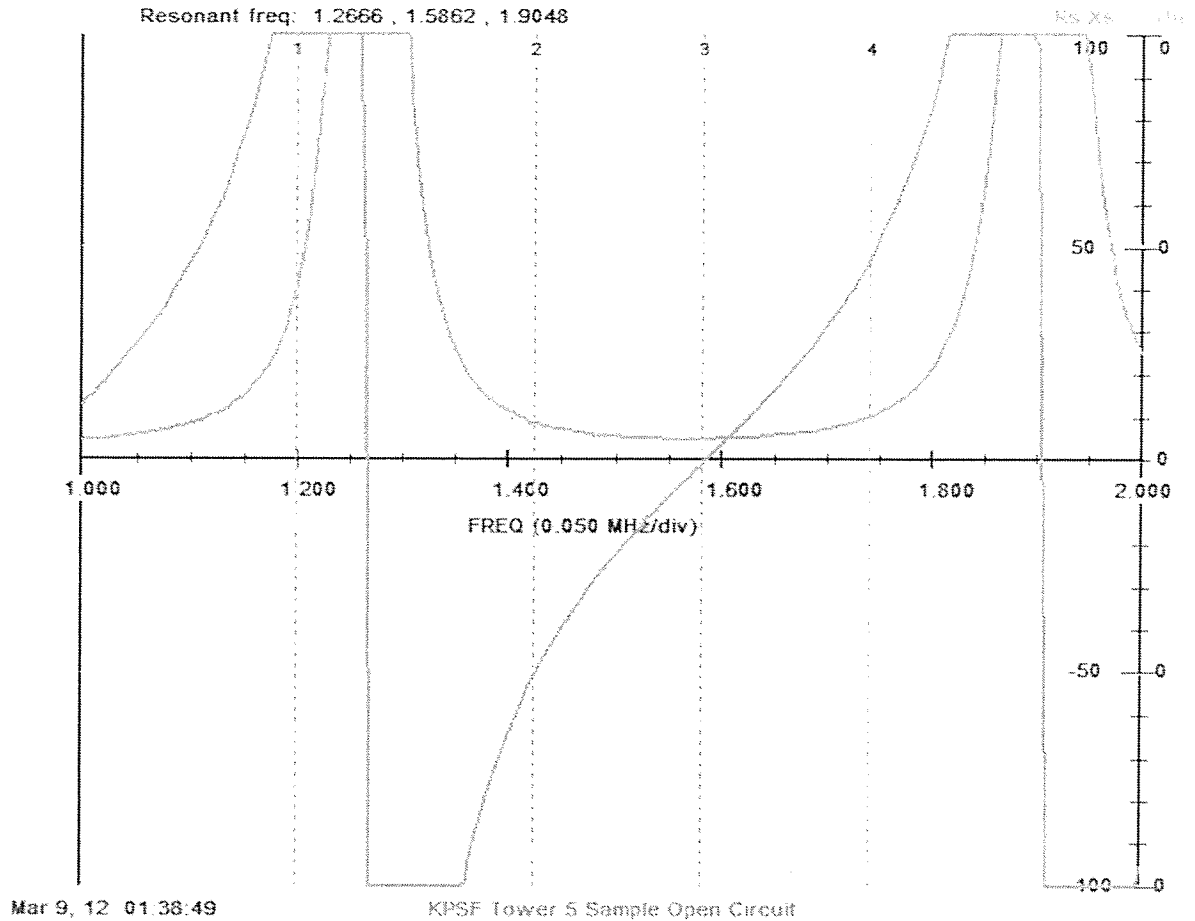 Resonant freq: 1.2666 , 1.5862 , 1.9048
Rs Xs
1 2 3 4 100 0
50 0
0
1.000 1.200 1.400 1.600 1.800 2.000
FREQ (0.050 MHz/div)
-50 0
-100 0
Mar 9, 12 01:38:49 KPSF Tower 5 Sample Open Circuit